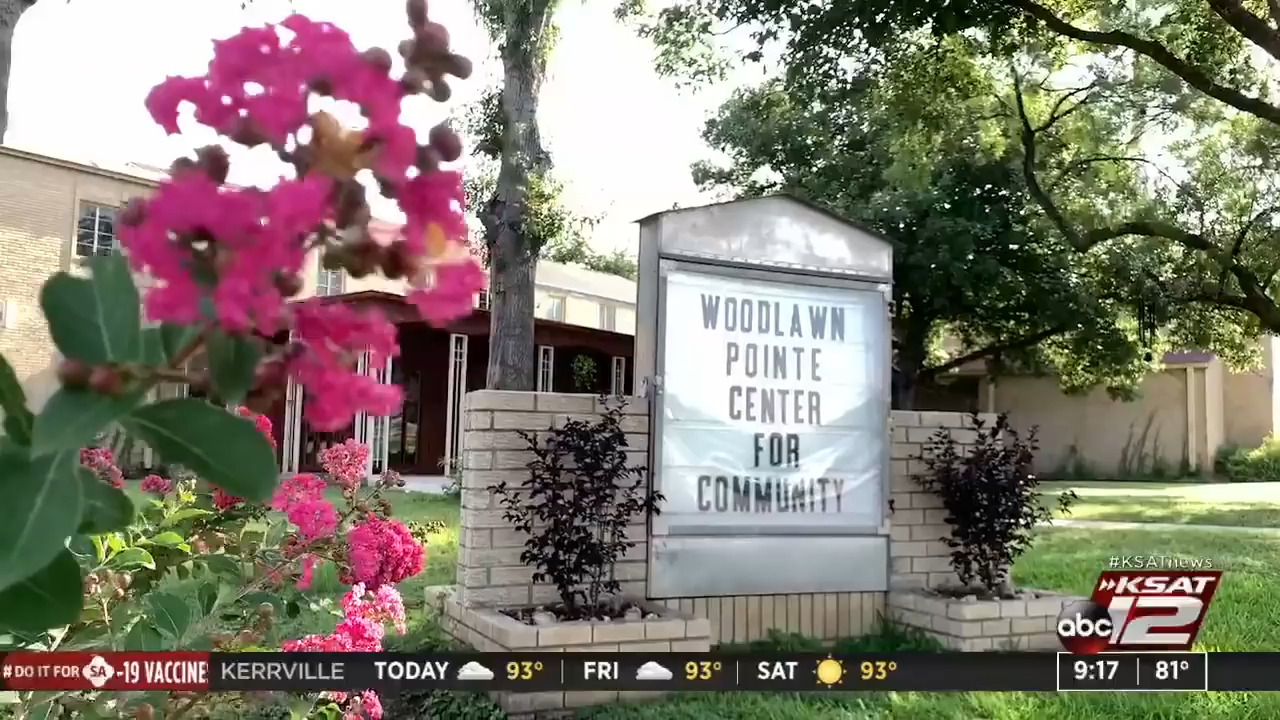 WOODLAWN
POINTE
CENTER
FOR
COMMUNITY
#KSATnews
KSAT
abc 12
#DO IT FOR SA -19 VACCINE
KERRVILLE TODAY 93° FRI 93° SAT 93°
9:17 81°